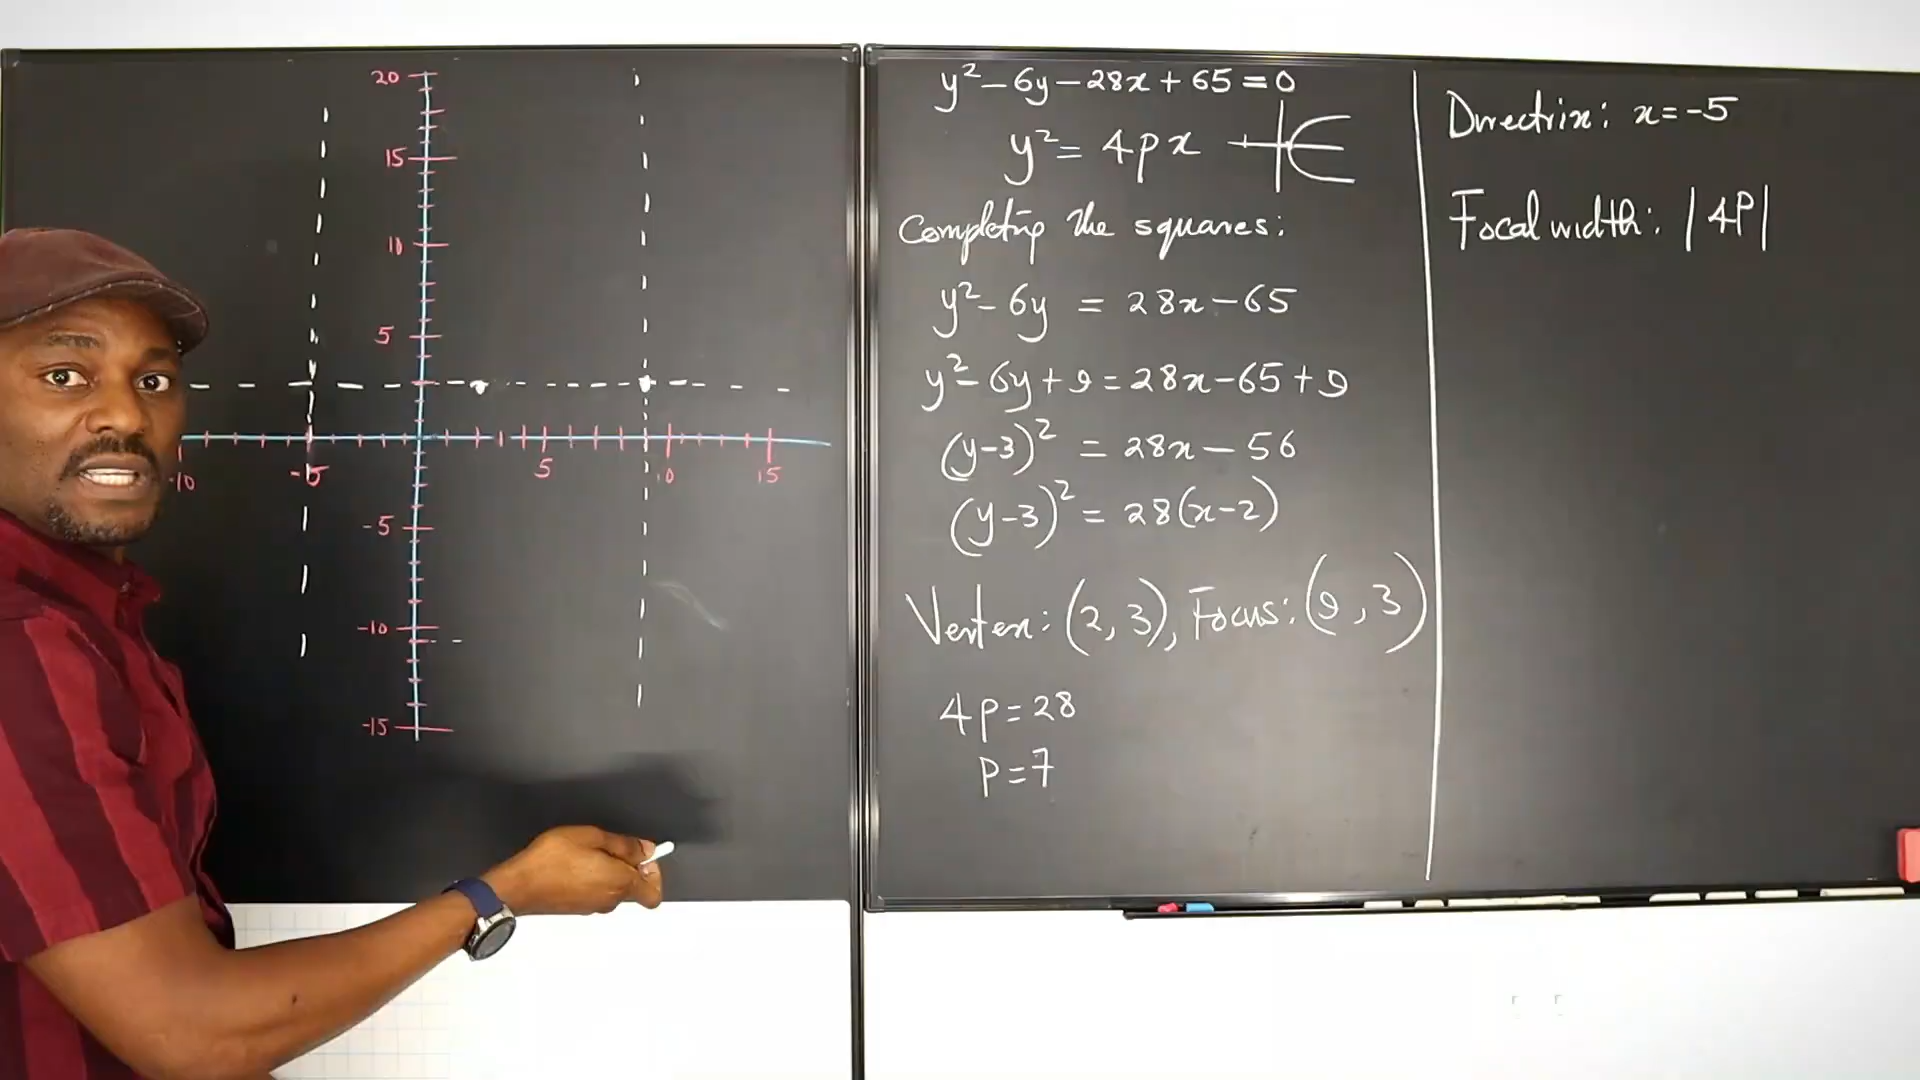 20
15
10
5
-10
-5
5
10
15
-5
-10
-15
y² - 6y - 28x + 65 = 0
y² = 4px
Completing the squares:
y² - 6y = 28x - 65
y² - 6y + 9 = 28x - 65 + 9
(y-3)² = 28x - 56
(y-3)² = 28(x-2)
Vertex: (2, 3), Focus: (9, 3)
4p = 28
p = 7
Directrix: x = -5
Focal width: |4P|